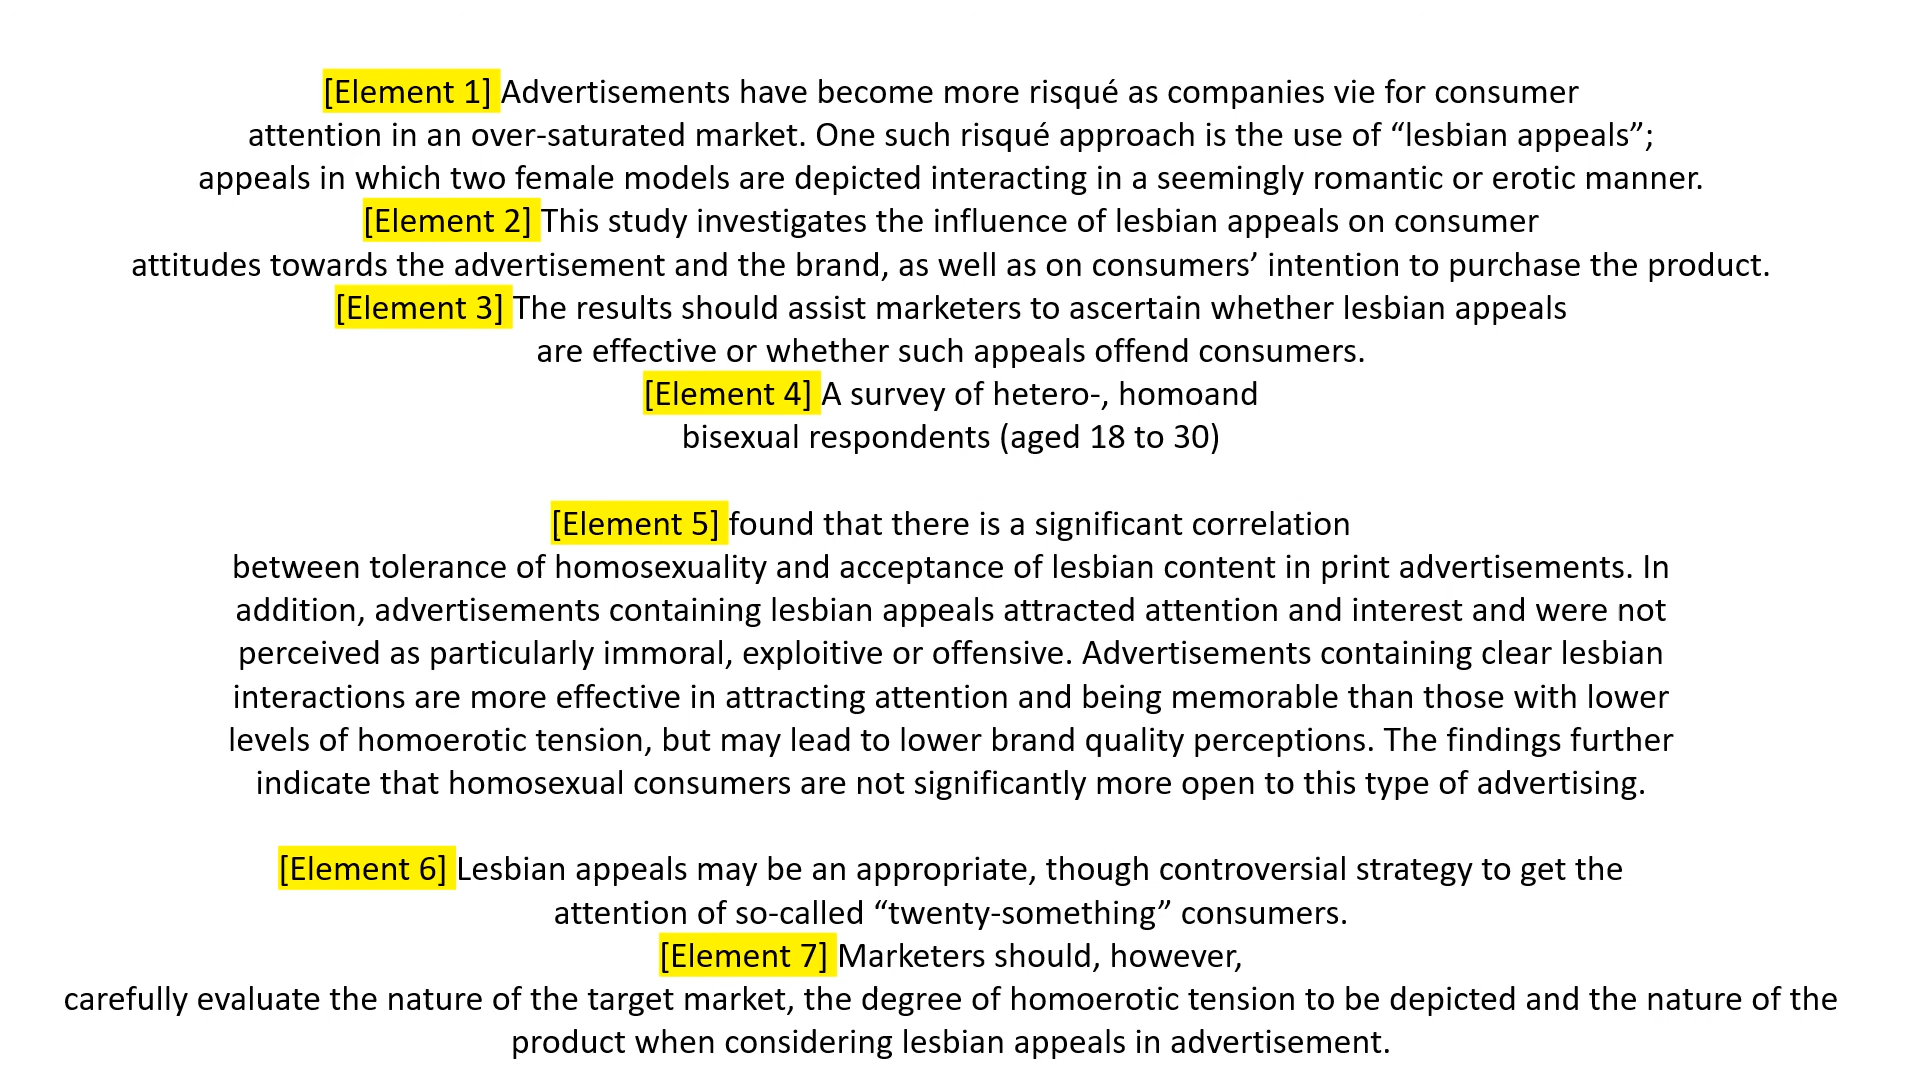 [Element 1] Advertisements have become more risqué as companies vie for consumer
attention in an over-saturated market. One such risqué approach is the use of “lesbian appeals”;
appeals in which two female models are depicted interacting in a seemingly romantic or erotic manner.
[Element 2] This study investigates the influence of lesbian appeals on consumer
attitudes towards the advertisement and the brand, as well as on consumers’ intention to purchase the product.
[Element 3] The results should assist marketers to ascertain whether lesbian appeals
are effective or whether such appeals offend consumers.
[Element 4] A survey of hetero-, homoand
bisexual respondents (aged 18 to 30)
[Element 5] found that there is a significant correlation
between tolerance of homosexuality and acceptance of lesbian content in print advertisements. In
addition, advertisements containing lesbian appeals attracted attention and interest and were not
perceived as particularly immoral, exploitive or offensive. Advertisements containing clear lesbian
interactions are more effective in attracting attention and being memorable than those with lower
levels of homoerotic tension, but may lead to lower brand quality perceptions. The findings further
indicate that homosexual consumers are not significantly more open to this type of advertising.
[Element 6] Lesbian appeals may be an appropriate, though controversial strategy to get the
attention of so-called “twenty-something” consumers.
[Element 7] Marketers should, however,
carefully evaluate the nature of the target market, the degree of homoerotic tension to be depicted and the nature of the
product when considering lesbian appeals in advertisement.